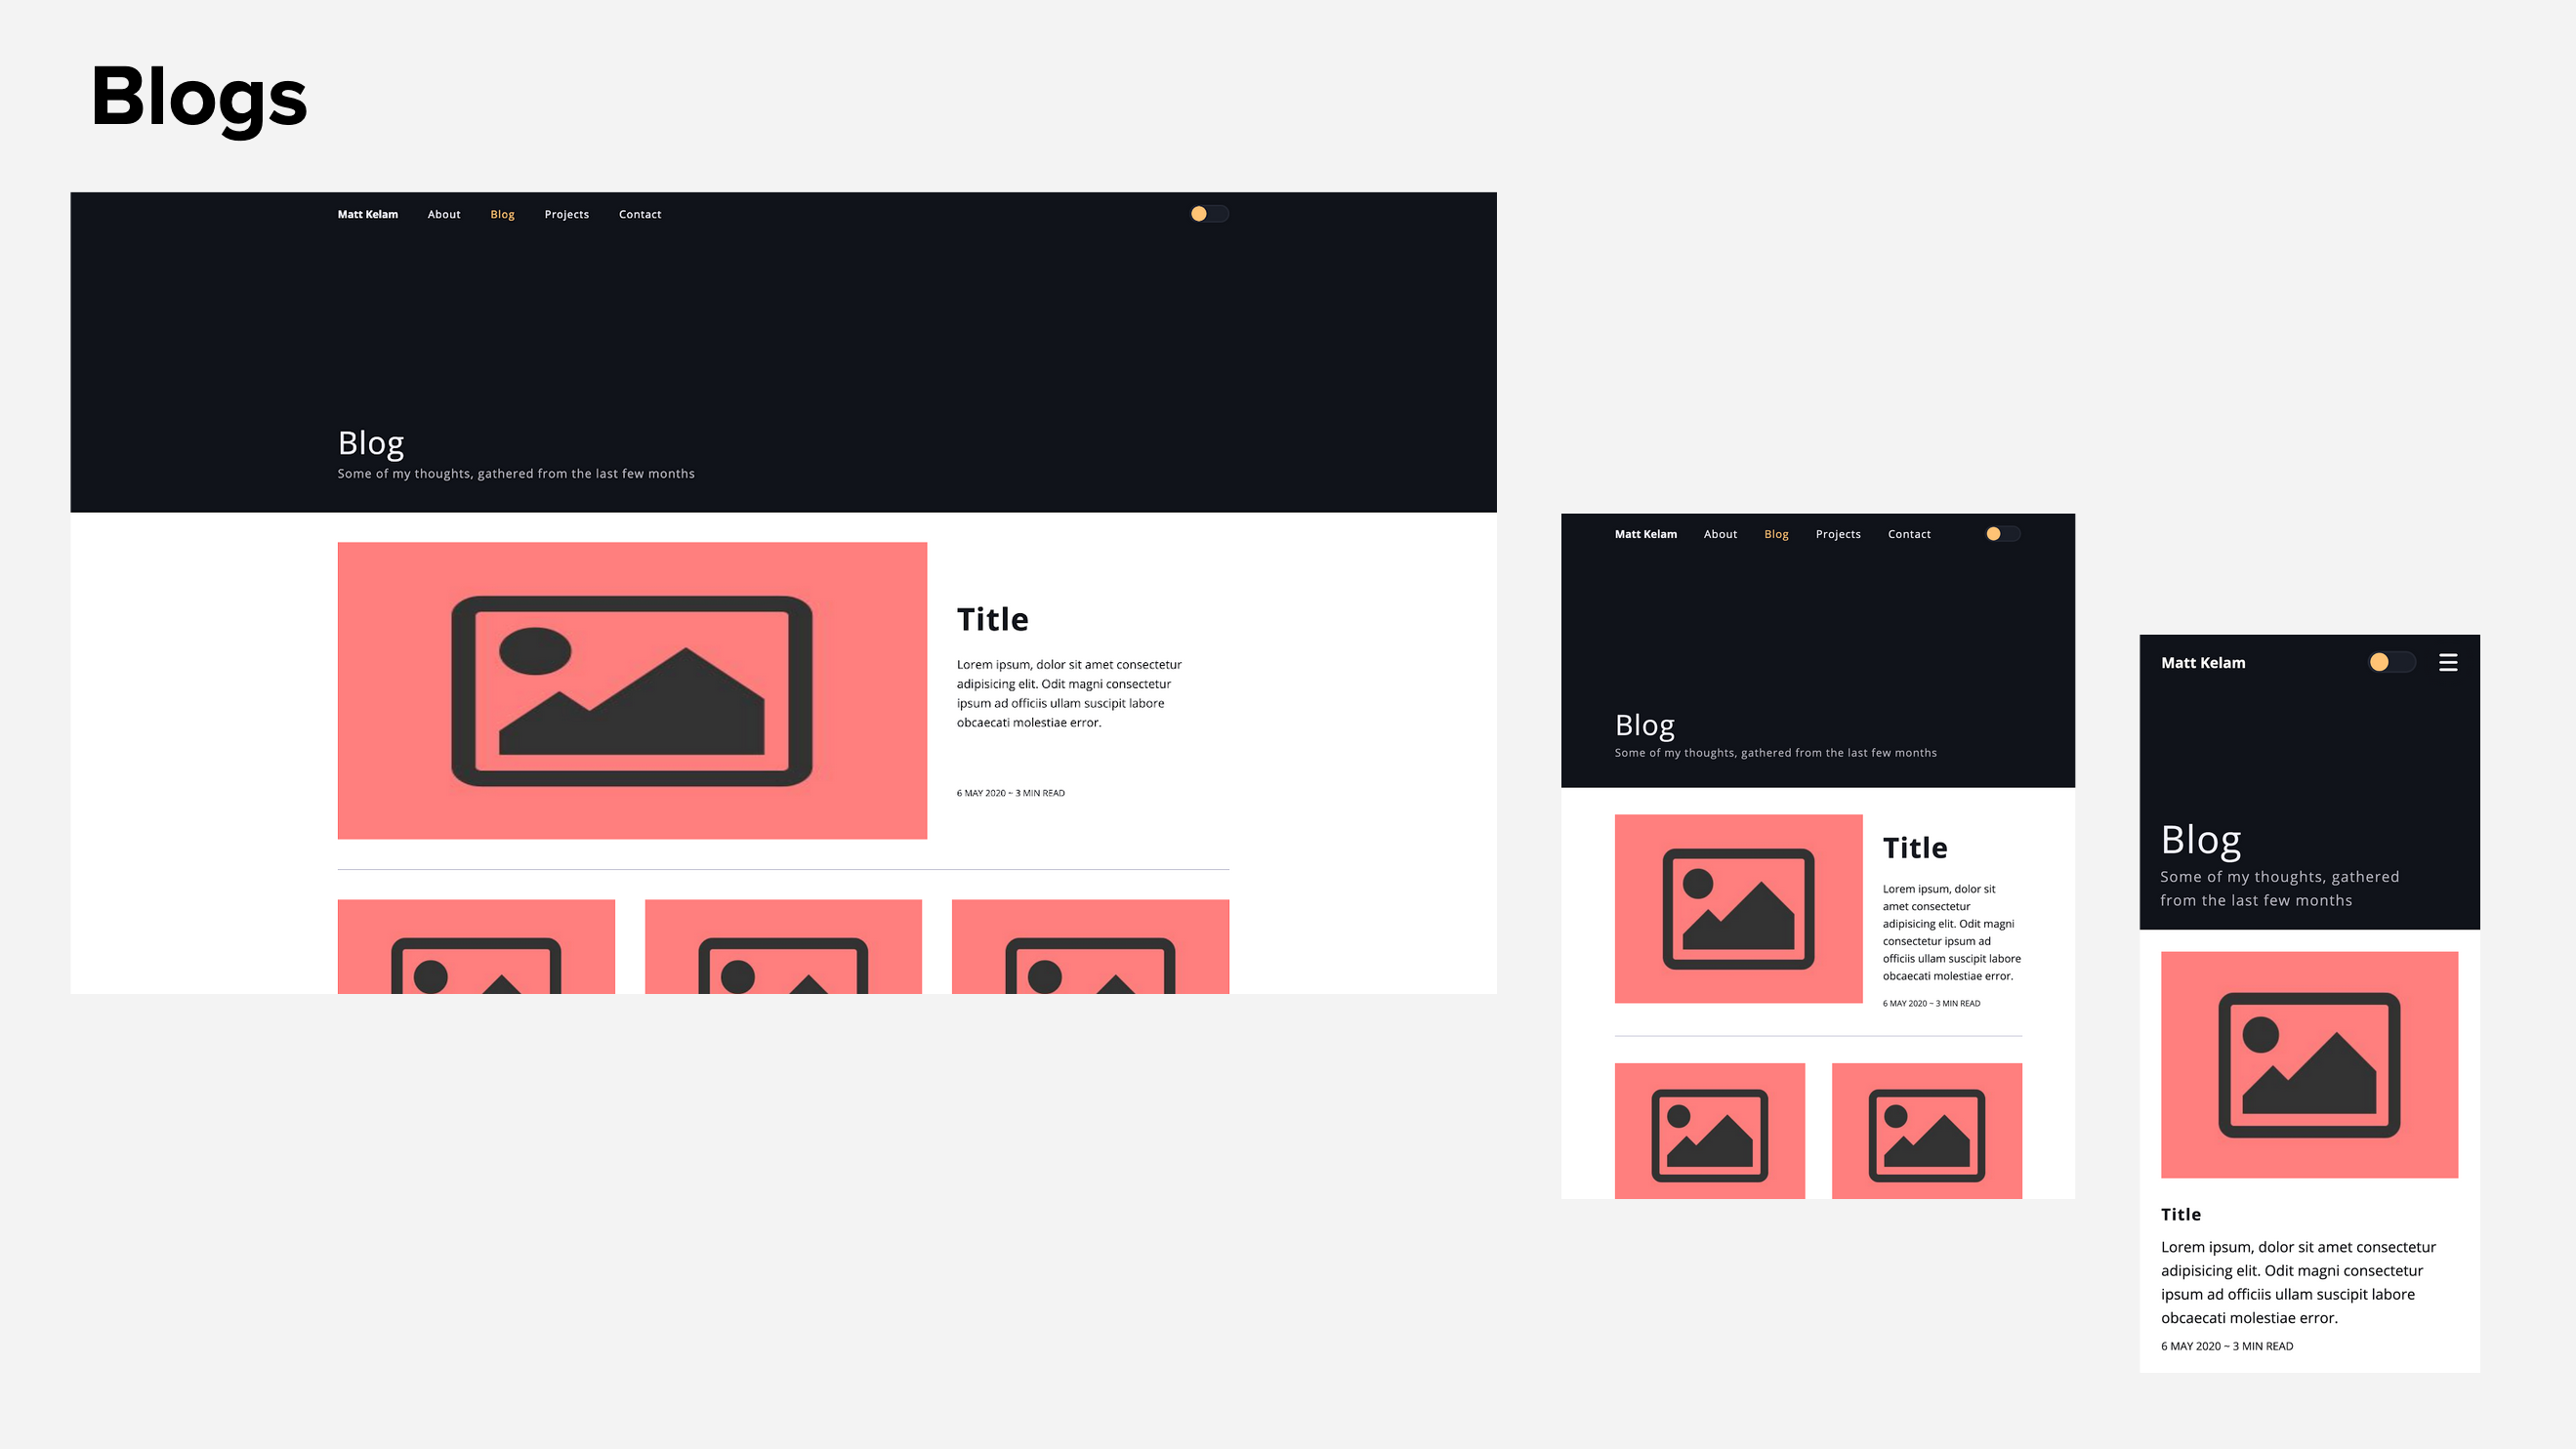 Blogs
Matt Kelam About Blog Projects Contact
Blog
Some of my thoughts, gathered from the last few months
Title
Lorem ipsum, dolor sit amet consectetur
adipisicing elit. Odit magni consectetur
ipsum ad officiis ullam suscipit labore
obcaecati molestiae error.
6 MAY 2020 ~ 3 MIN READ
Matt Kelam About Blog Projects Contact
Blog
Some of my thoughts, gathered from the last few months
Title
Lorem ipsum, dolor sit
amet consectetur
adipisicing elit. Odit magni
consectetur ipsum ad
officiis ullam suscipit labore
obcaecati molestiae error.
6 MAY 2020 ~ 3 MIN READ
Matt Kelam
Blog
Some of my thoughts, gathered
from the last few months
Title
Lorem ipsum, dolor sit amet consectetur
adipisicing elit. Odit magni consectetur
ipsum ad officiis ullam suscipit labore
obcaecati molestiae error.
6 MAY 2020 ~ 3 MIN READ